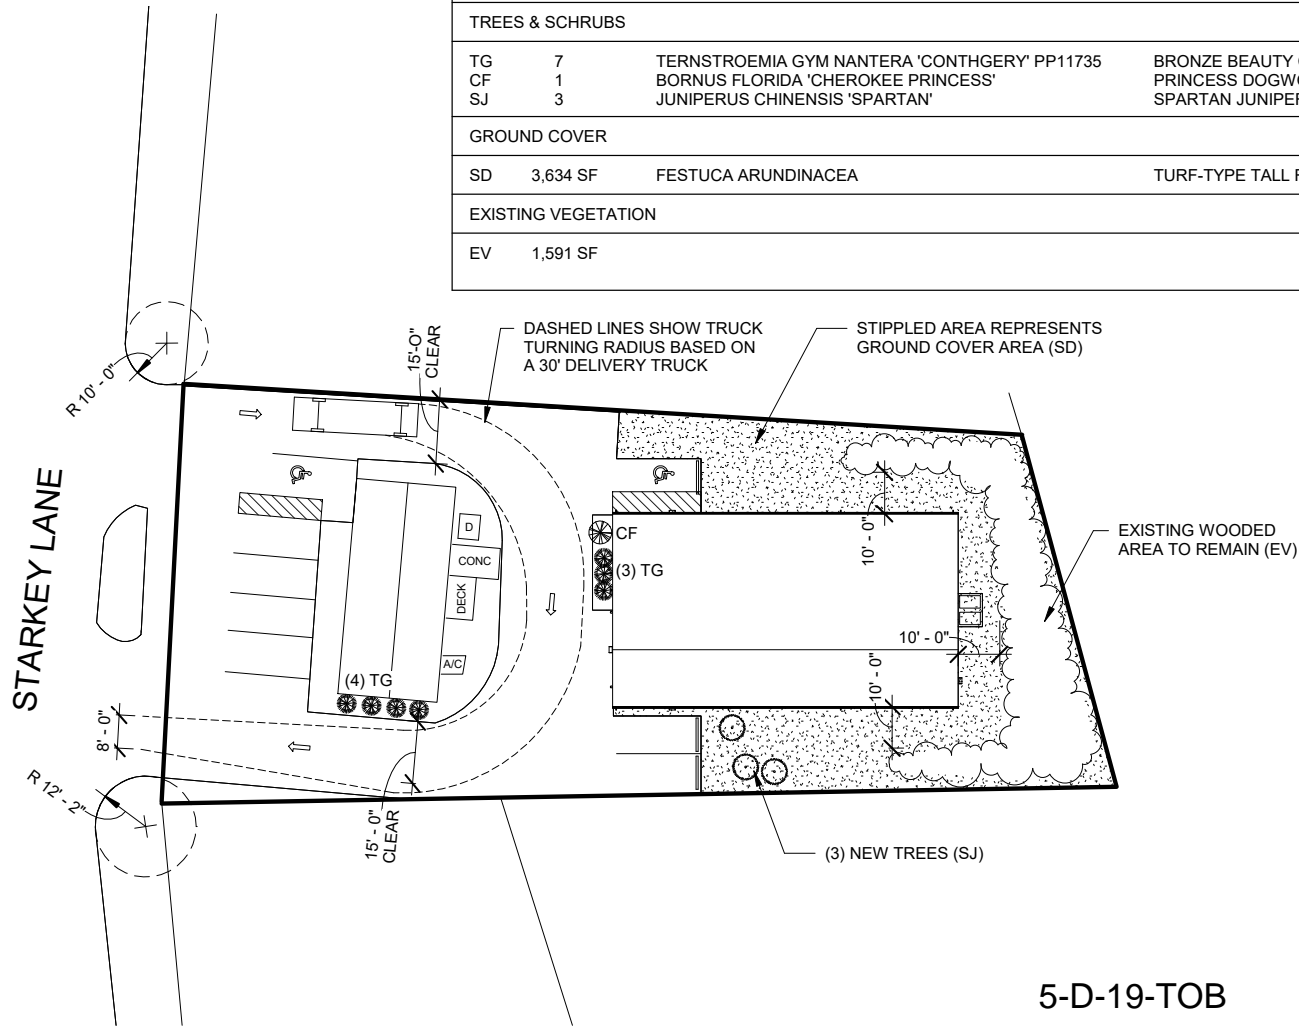 TREES & SCHRUBS
TG 7 TERNSTROEMIA GYM NANTERA 'CONTHGERY' PP11735 BRONZE BEAUTY
CF 1 BORNUS FLORIDA 'CHEROKEE PRINCESS' PRINCESS DOGW
SJ 3 JUNIPERUS CHINENSIS 'SPARTAN' SPARTAN JUNIPE
GROUND COVER
SD 3,634 SF FESTUCA ARUNDINACEA TURF-TYPE TALL
EXISTING VEGETATION
EV 1,591 SF
DASHED LINES SHOW TRUCK
TURNING RADIUS BASED ON
A 30' DELIVERY TRUCK
STIPPLED AREA REPRESENTS
GROUND COVER AREA (SD)
15'-O"
CLEAR
R 10' - 0"
STARKEY LANE
D
CONC
DECK
A/C
CF
(3) TG
(4) TG
10' - 0"
10' - 0"
10' - 0"
EXISTING WOODED
AREA TO REMAIN (EV)
8' - 0"
R 12' - 2"
15' - 0"
CLEAR
(3) NEW TREES (SJ)
5-D-19-TOB